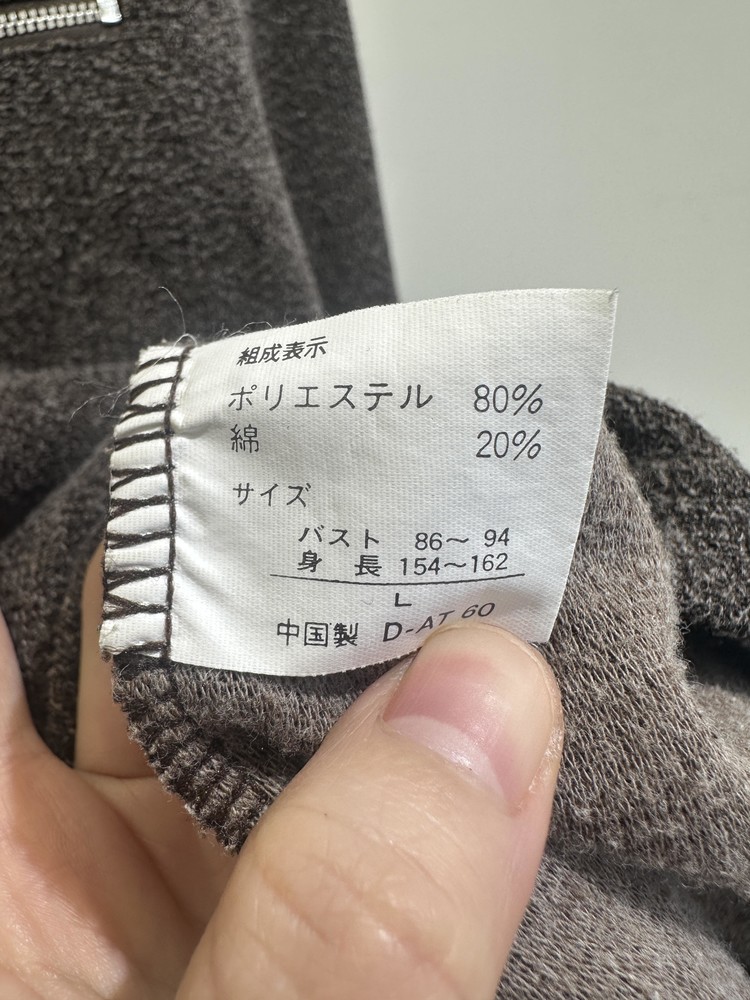 組成表示
ポリエステル 80%
綿 20%
サイズ
バスト 86～94
身長 154～162
L
中国製 D-AT 60